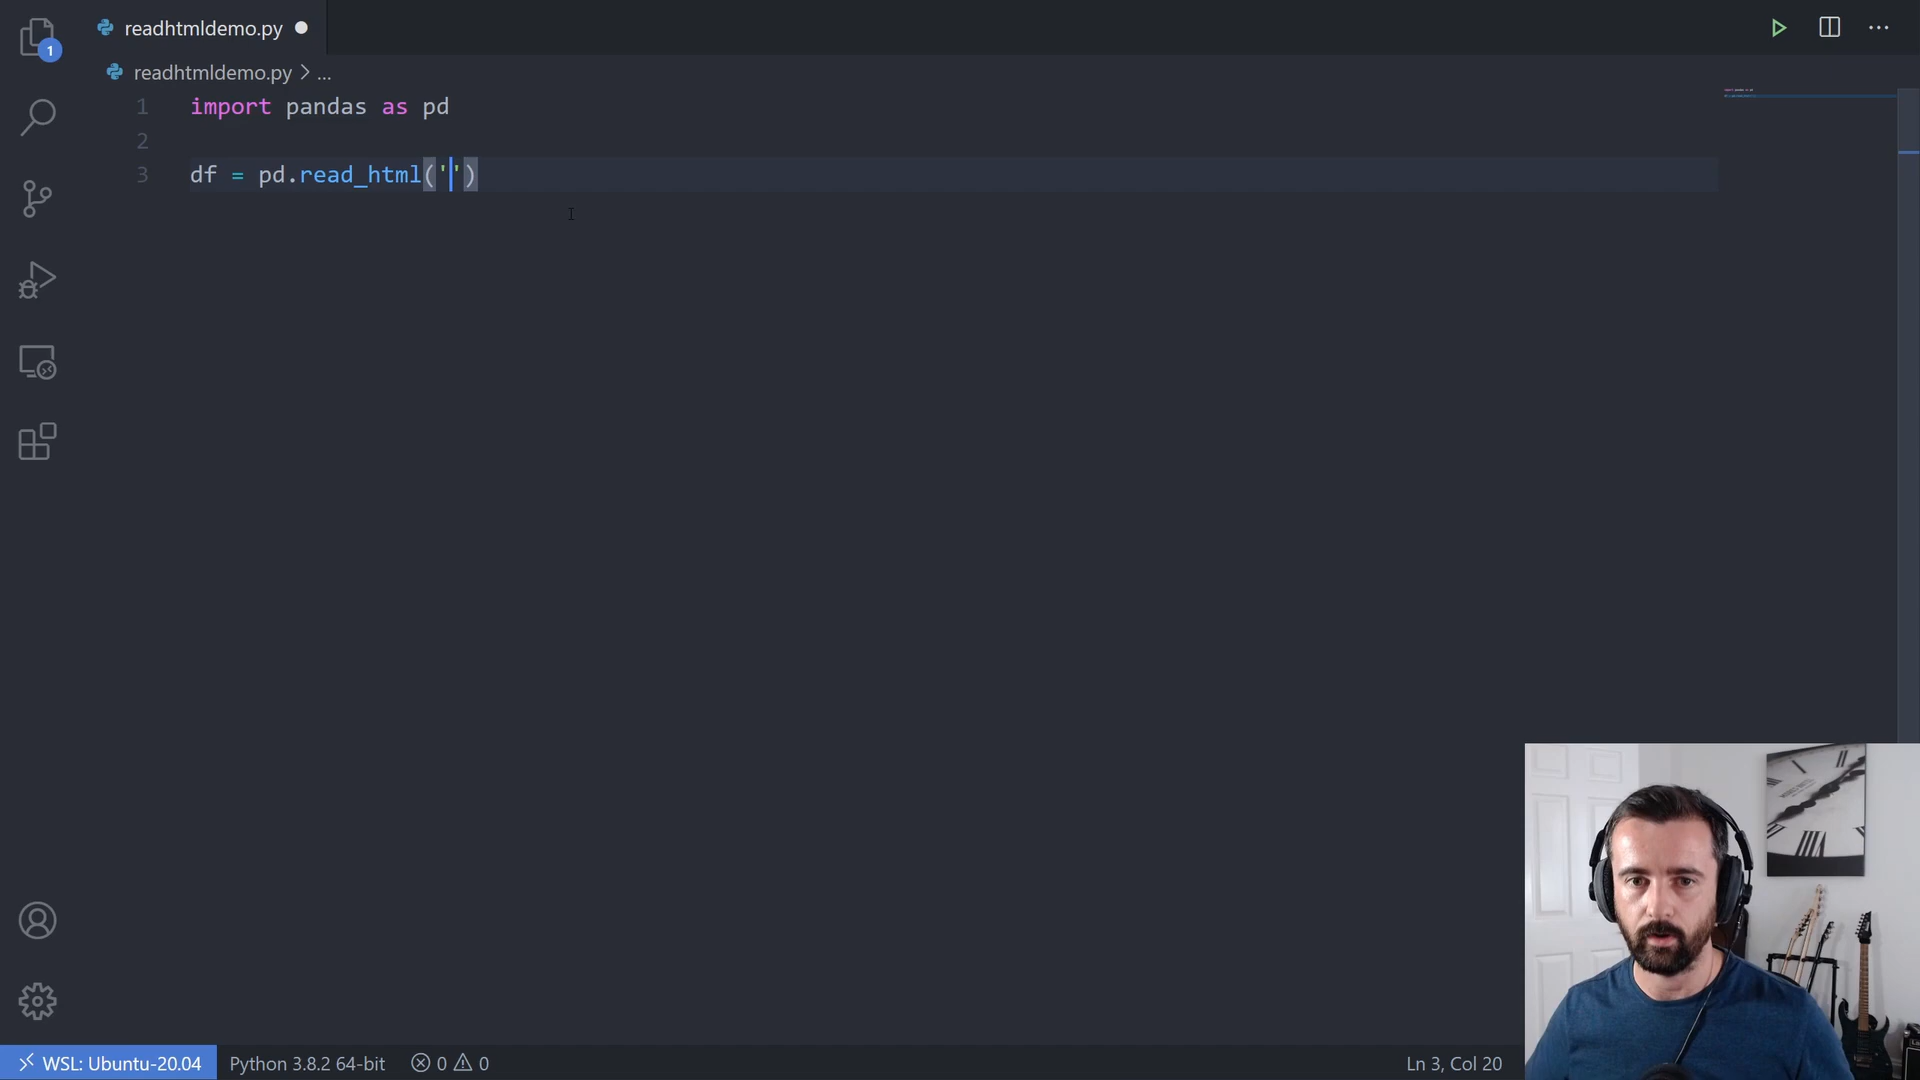 readhtmldemo.py
readhtmldemo.py > ...
1
1 import pandas as pd
2
3 df = pd.read_html('')
WSL: Ubuntu-20.04 Python 3.8.2 64-bit 0 0 Ln 3, Col 20